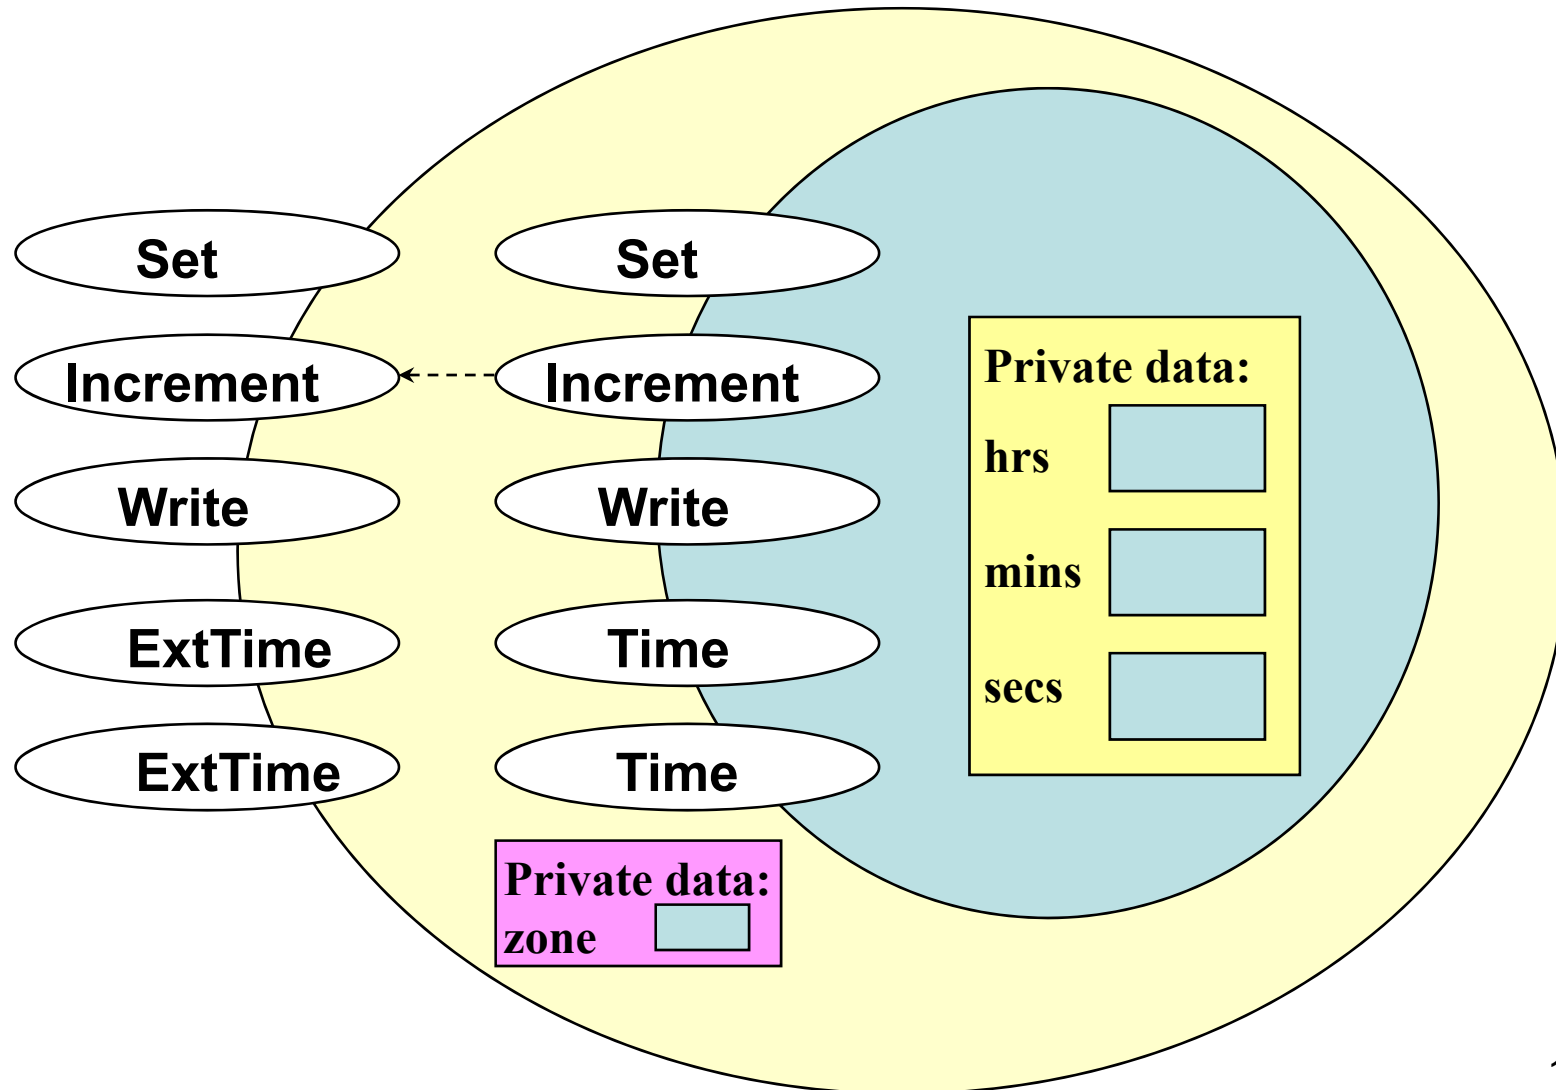 Set
Set
Increment
Increment
Write
Write
ExtTime
Time
ExtTime
Time
Private data:
hrs
mins
secs
Private data:
zone